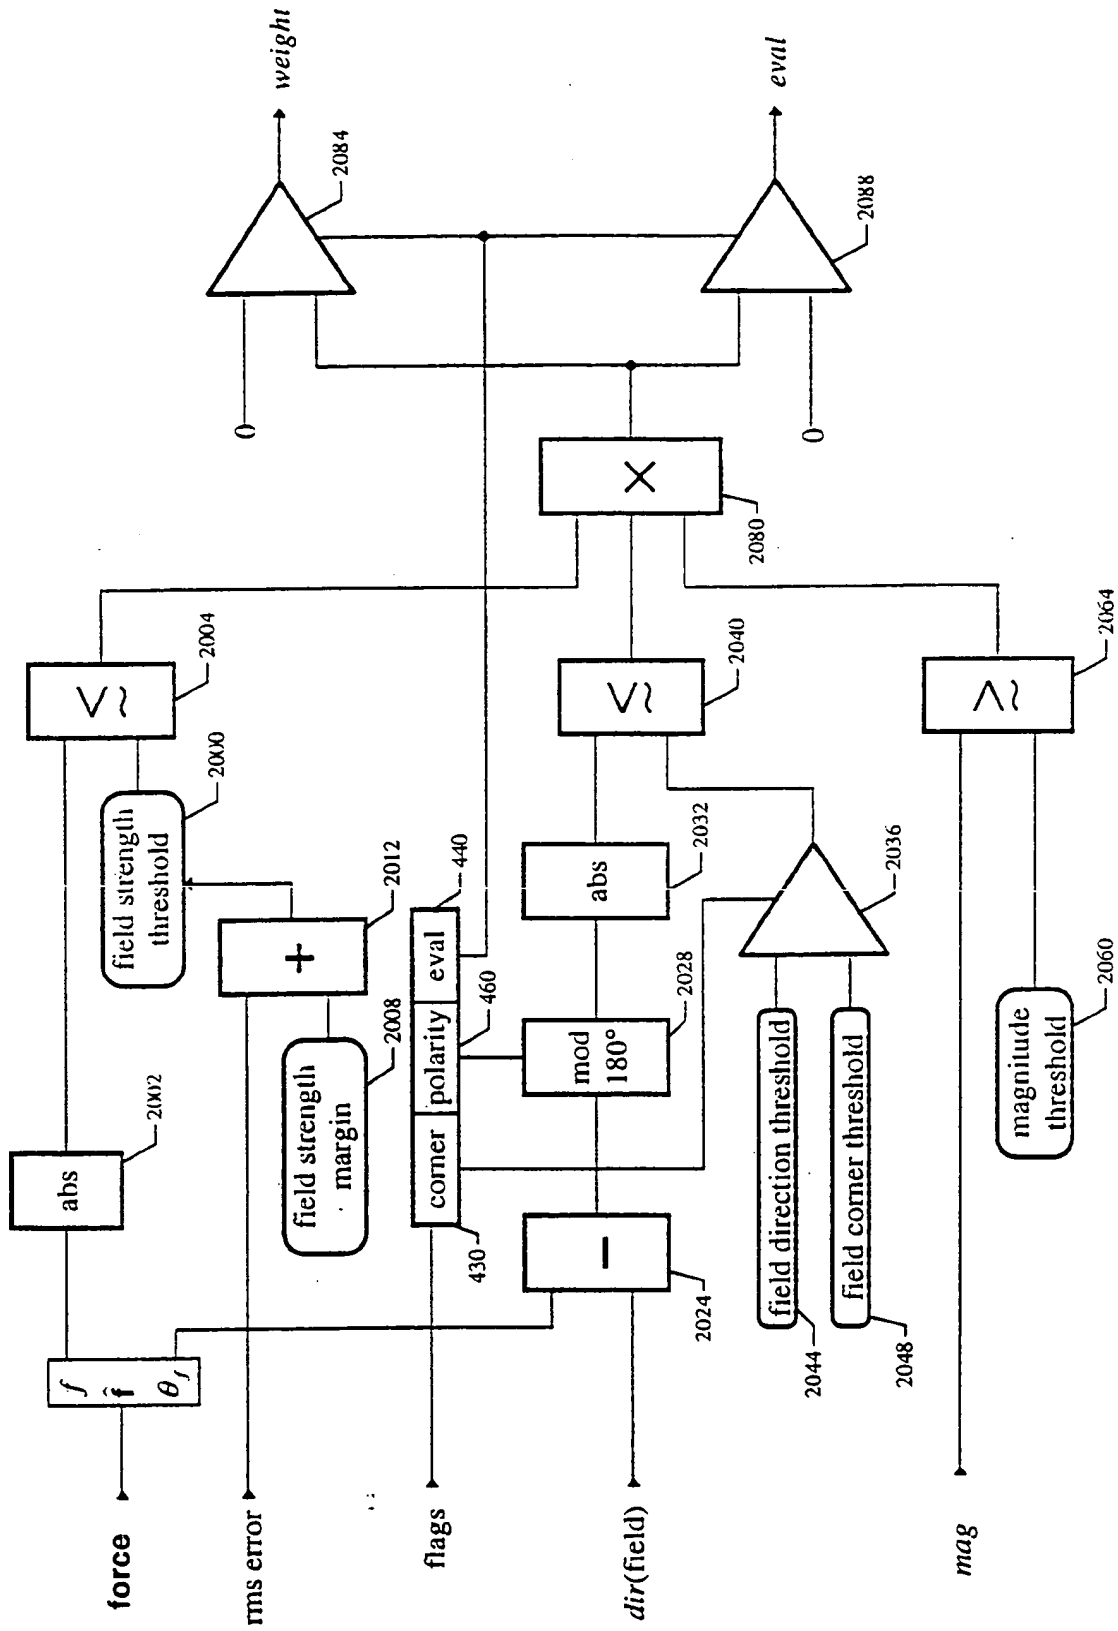 force
rms error
flags
dir(field)
mag
f
f̂
θf
abs
2002
field strength
margin
2008
+
2012
field strength
threshold
2000
≲
2004
corner
polarity
eval
430
460
440
−
2024
mod
180°
2028
abs
2032
≲
2040
field direction threshold
2044
field corner threshold
2048
2036
magnitude
threshold
2060
≳
2064
×
2080
0
2084
weight
0
2088
eval